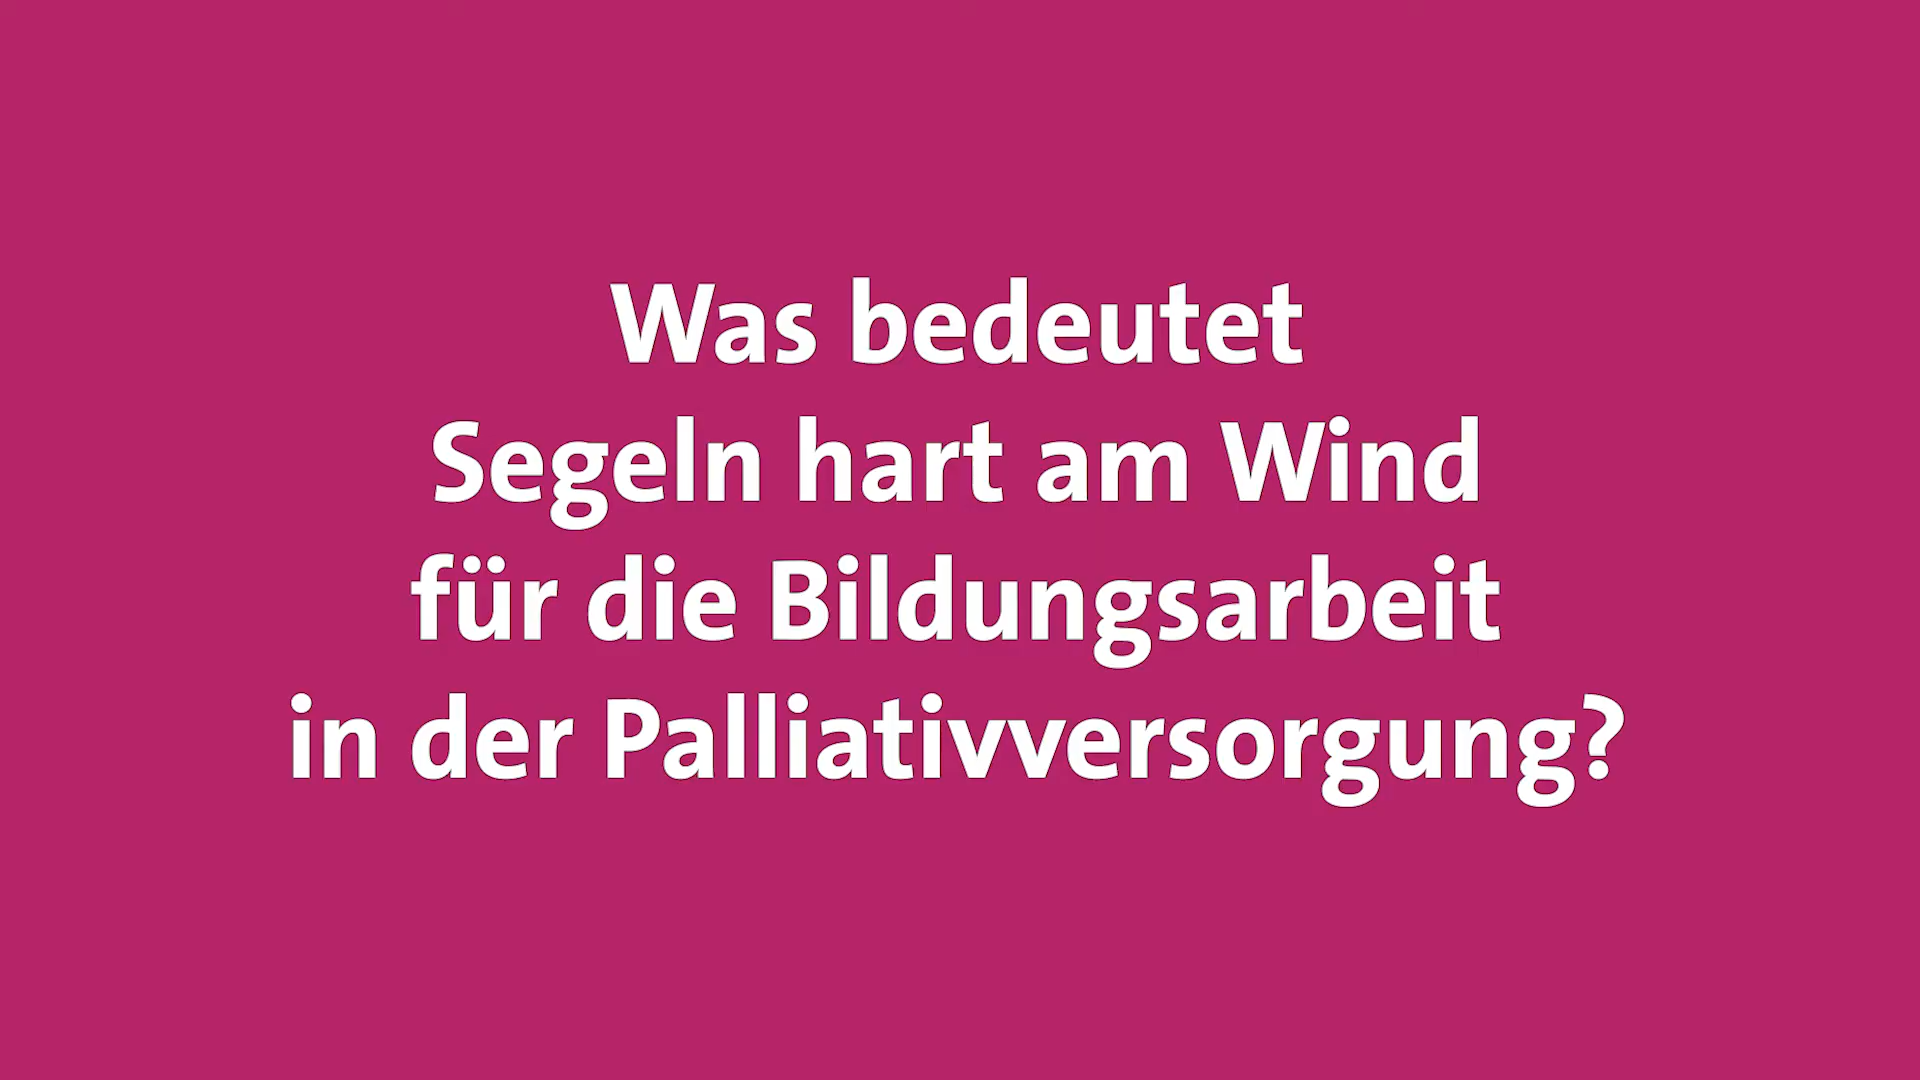 Was bedeutet
Segeln hart am Wind
für die Bildungsarbeit
in der Palliativversorgung?